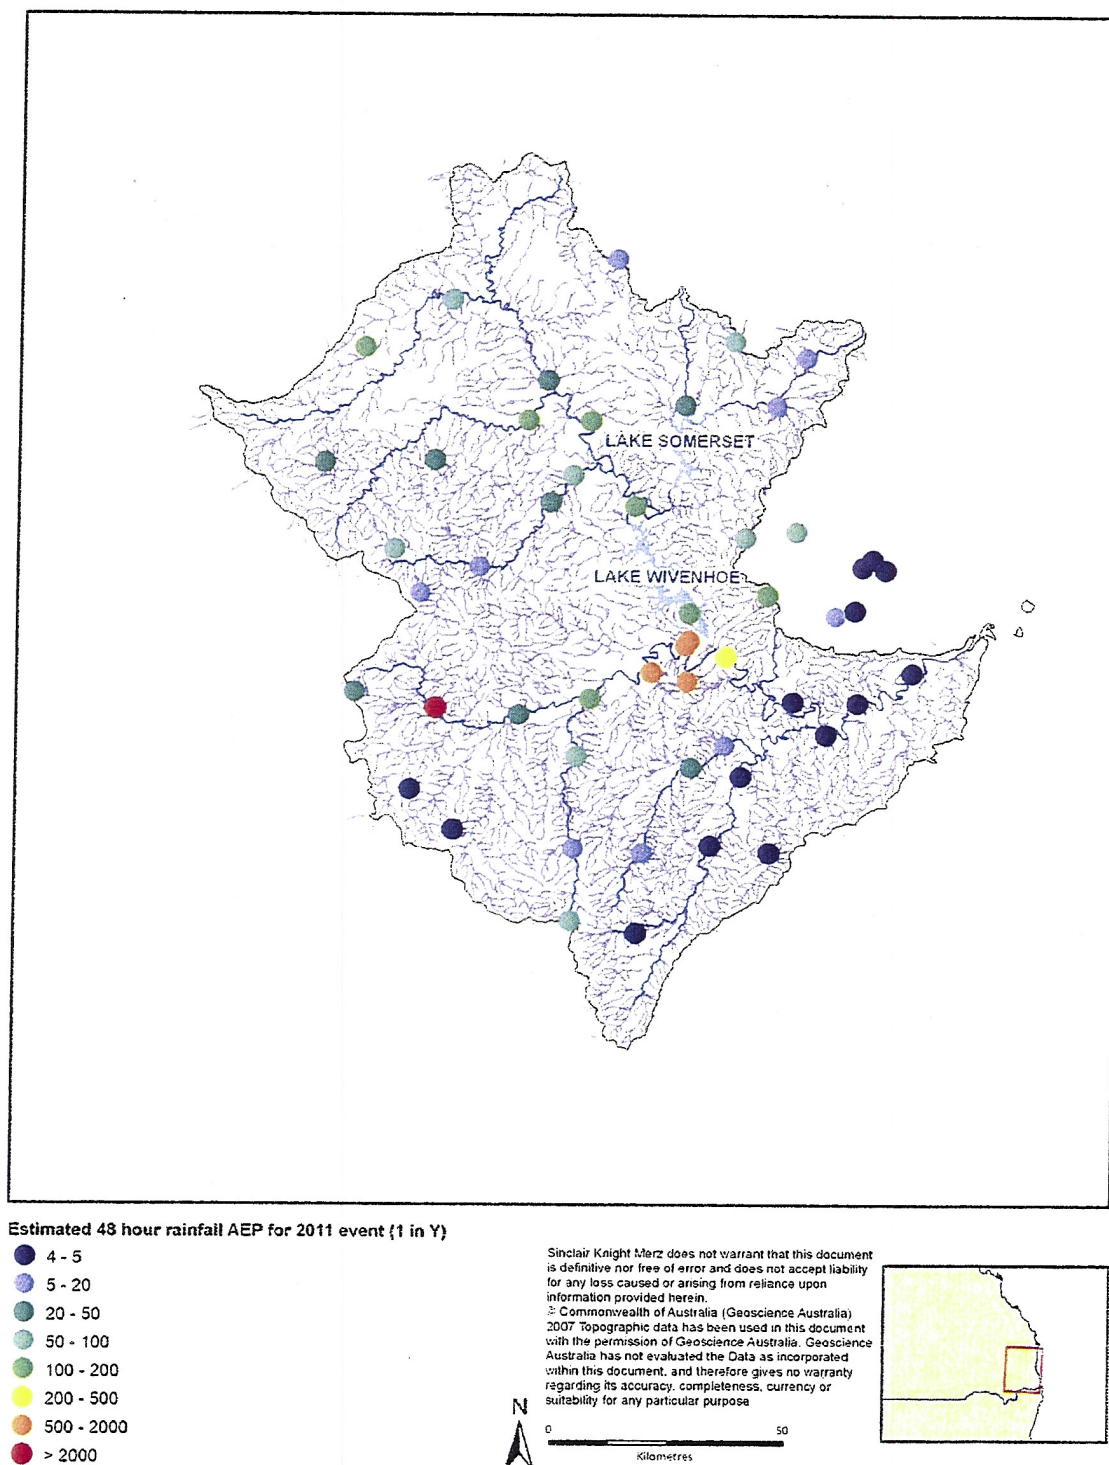 LAKE SOMERSET
LAKE WIVENHOE
Estimated 48 hour rainfall AEP for 2011 event (1 in Y)
4 - 5
5 - 20
20 - 50
50 - 100
100 - 200
200 - 500
500 - 2000
> 2000
Sinclair Knight Merz does not warrant that this document
is definitive nor free of error and does not accept liability
for any loss caused or arising from reliance upon
information provided herein.
© Commonwealth of Australia (Geoscience Australia)
2007 Topographic data has been used in this document
with the permission of Geoscience Australia. Geoscience
Australia has not evaluated the Data as incorporated
within this document, and therefore gives no warranty
regarding its accuracy, completeness, currency or
suitability for any particular purpose
N
0 50
Kilometres